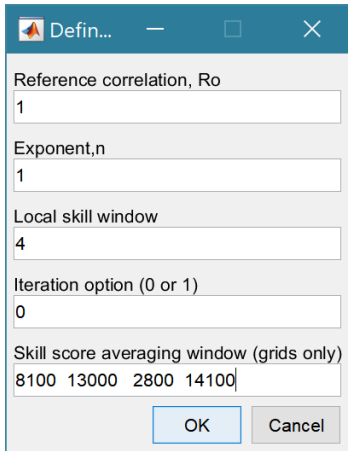 Defin...
Reference correlation, Ro
1
Exponent,n
1
Local skill window
4
Iteration option (0 or 1)
0
Skill score averaging window (grids only)
8100  13000   2800  14100
OK
Cancel